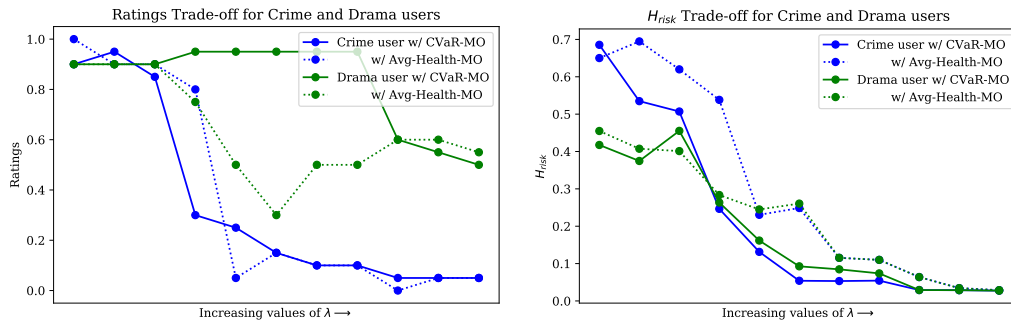 Ratings Trade-off for Crime and Drama users
1.0
0.8
0.6
0.4
0.2
0.0
Ratings
Crime user w/ CVaR-MO
w/ Avg-Health-MO
Drama user w/ CVaR-MO
w/ Avg-Health-MO
Increasing values of λ ⟶
H_risk Trade-off for Crime and Drama users
0.7
0.6
0.5
0.4
0.3
0.2
0.1
0.0
H_risk
Crime user w/ CVaR-MO
w/ Avg-Health-MO
Drama user w/ CVaR-MO
w/ Avg-Health-MO
Increasing values of λ ⟶